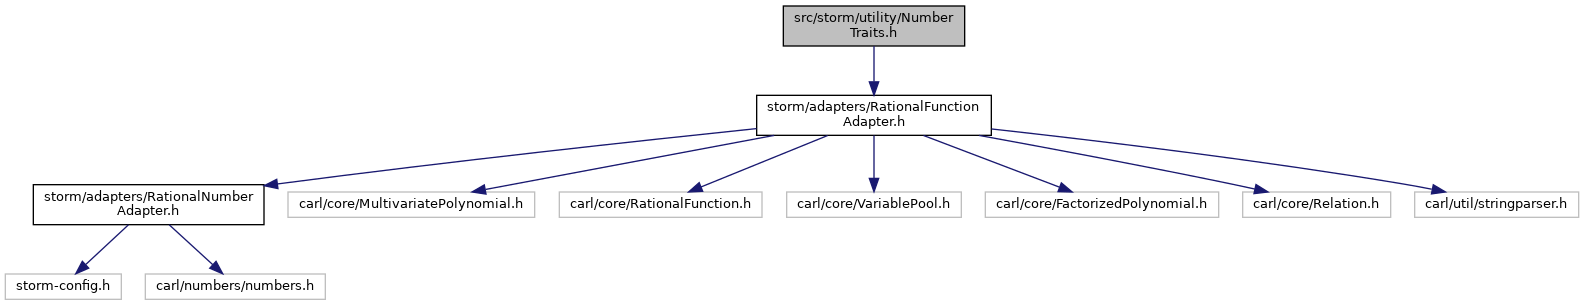 src/storm/utility/Number
Traits.h
storm/adapters/RationalFunction
Adapter.h
storm/adapters/RationalNumber
Adapter.h
carl/core/MultivariatePolynomial.h
carl/core/RationalFunction.h
carl/core/VariablePool.h
carl/core/FactorizedPolynomial.h
carl/core/Relation.h
carl/util/stringparser.h
storm-config.h
carl/numbers/numbers.h